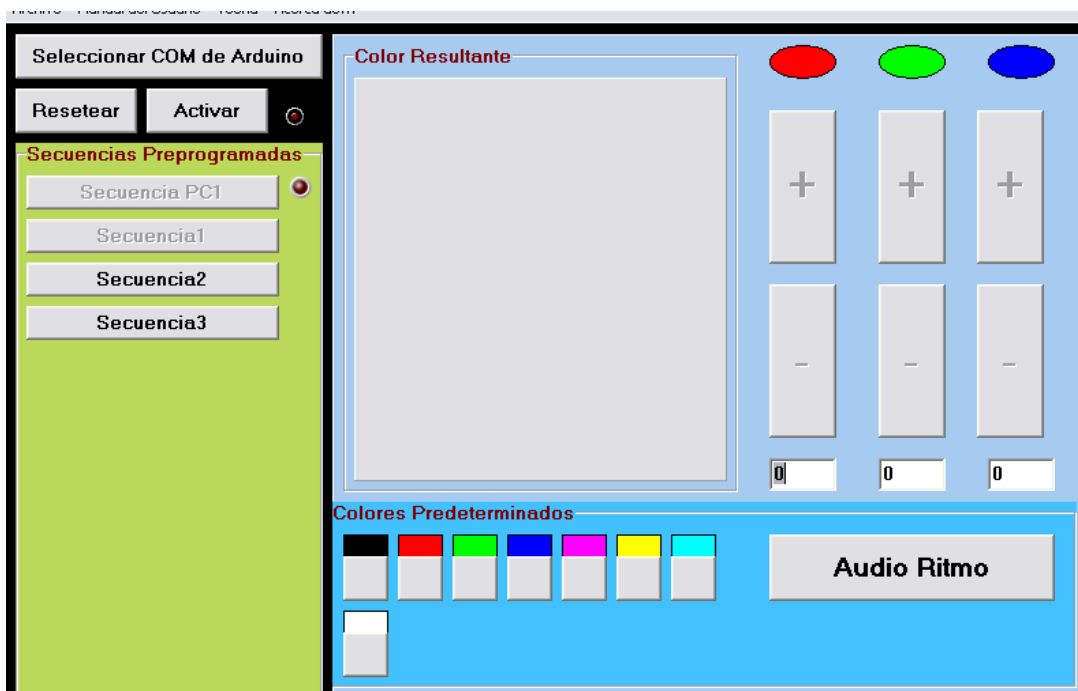 Seleccionar COM de Arduino
Resetear
Activar
Secuencias Preprogramadas
Secuencia PC1
Secuencia1
Secuencia2
Secuencia3
Color Resultante
+ + +
- - -
0 0 0
Colores Predeterminados
Audio Ritmo